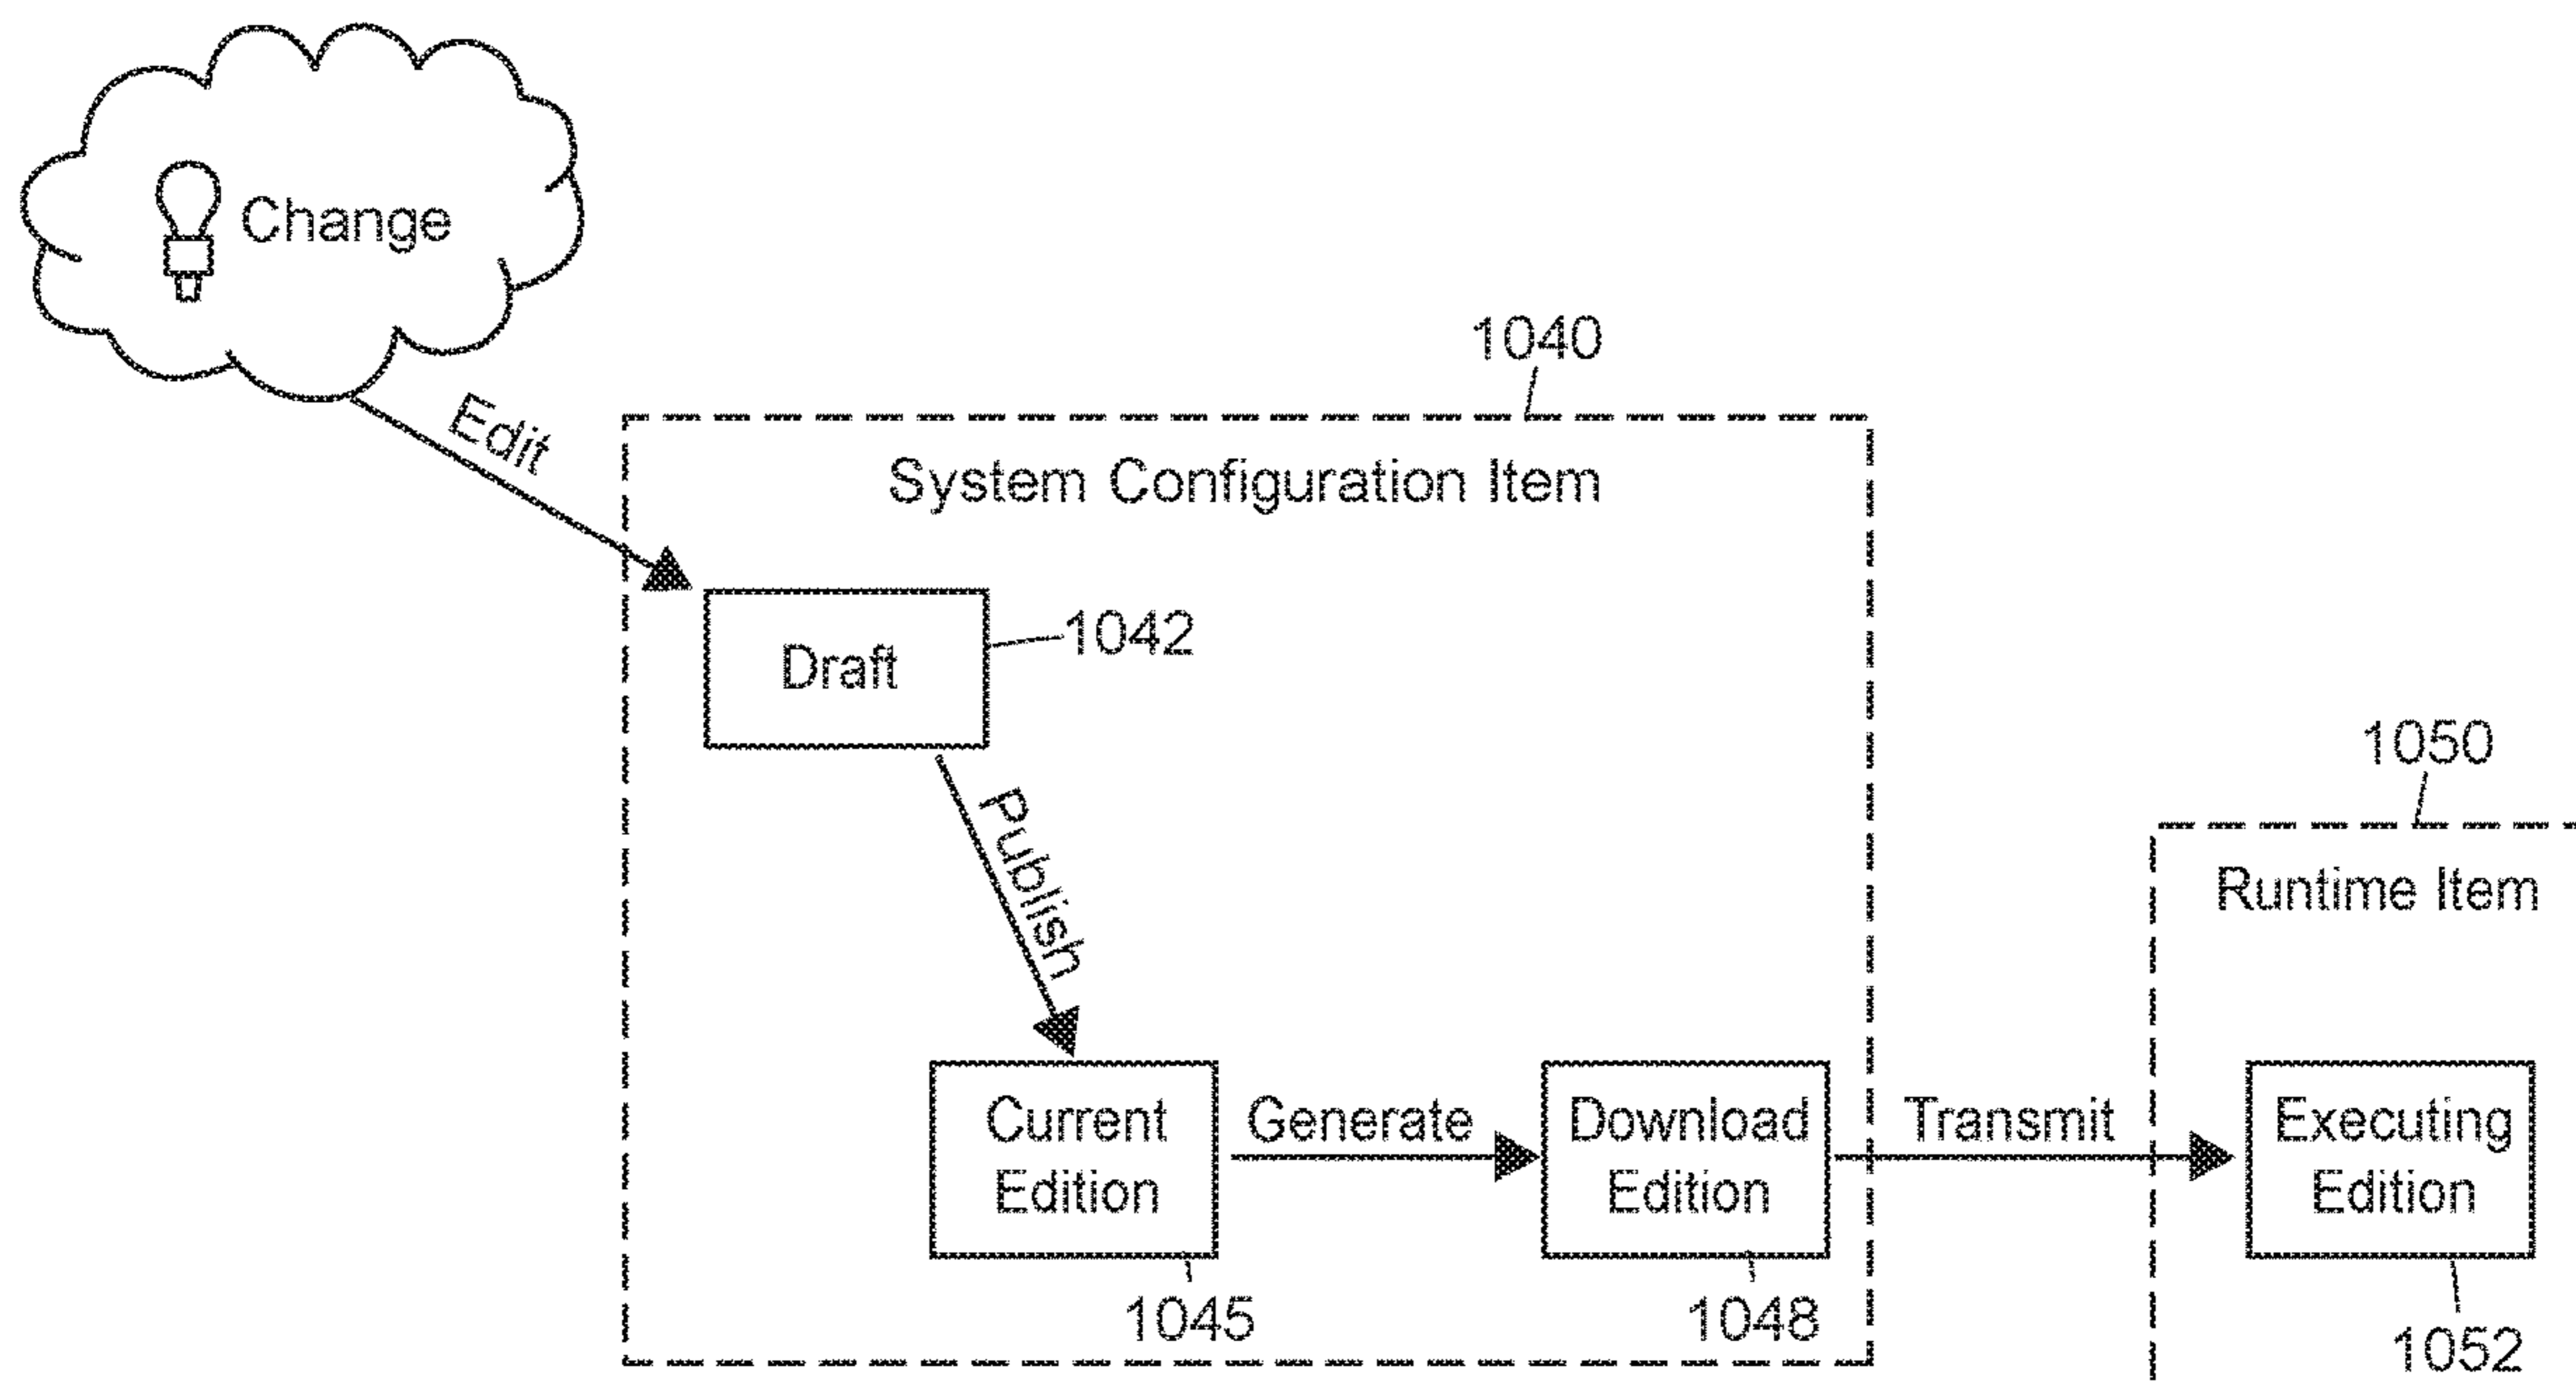 Change
Edit
1040
System Configuration Item
Draft
1042
Publish
1050
Runtime Item
Current
Edition
Generate
Download
Edition
Transmit
Executing
Edition
1045
1048
1052